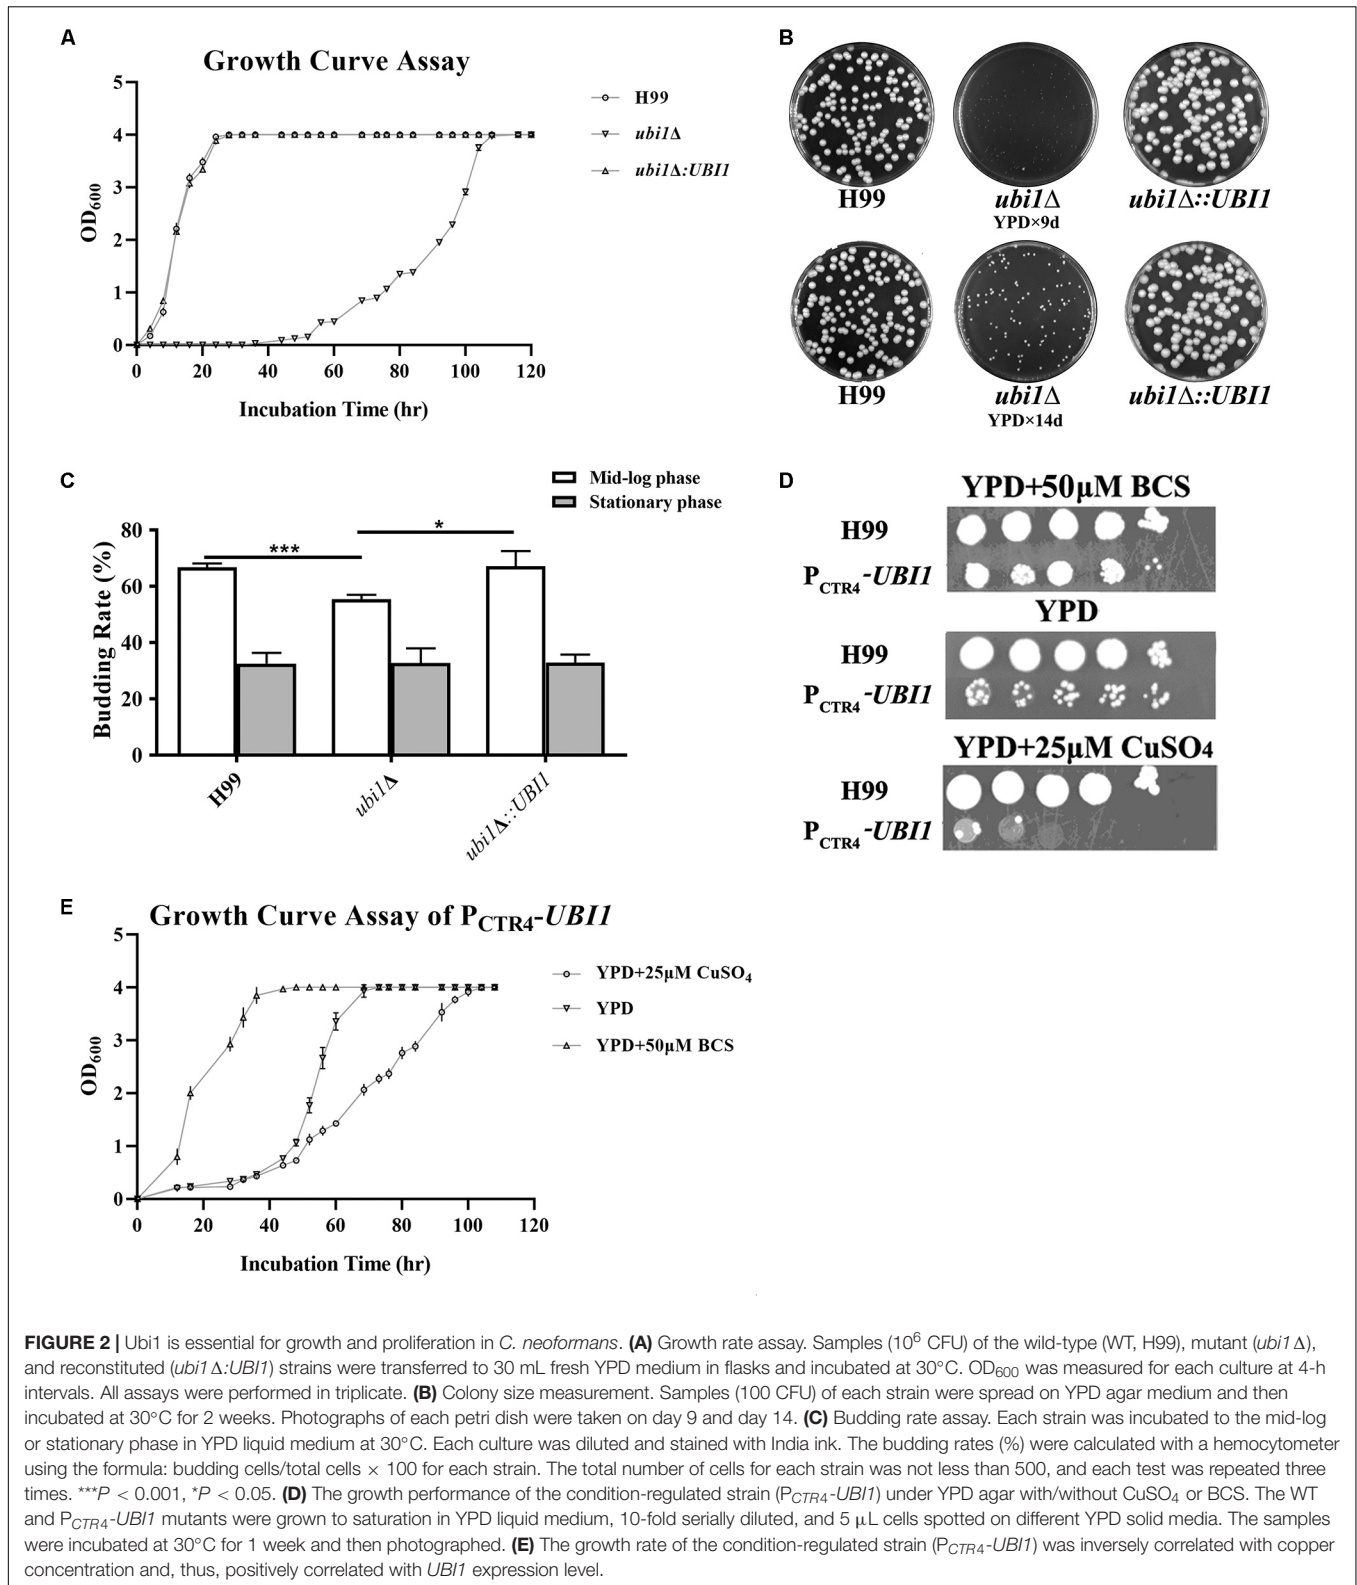 A
Growth Curve Assay
OD600
5
4
3
2
1
0
0 20 40 60 80 100 120
Incubation Time (hr)
H99
ubi1Δ
ubi1Δ:UBI1
B
H99 ubi1Δ ubi1Δ::UBI1
YPD×9d
H99 ubi1Δ ubi1Δ::UBI1
YPD×14d
C
Mid-log phase
Stationary phase
Budding Rate (%)
80
60
40
20
0
*** *
H99 ubi1Δ ubi1Δ::UBI1
D
YPD+50μM BCS
H99
PCTR4-UBI1
YPD
H99
PCTR4-UBI1
YPD+25μM CuSO4
H99
PCTR4-UBI1
E
Growth Curve Assay of PCTR4-UBI1
OD600
5
4
3
2
1
0
0 20 40 60 80 100 120
Incubation Time (hr)
YPD+25μM CuSO4
YPD
YPD+50μM BCS
FIGURE 2 | Ubi1 is essential for growth and proliferation in C. neoformans. (A) Growth rate assay. Samples (10⁶ CFU) of the wild-type (WT, H99), mutant (ubi1Δ),
and reconstituted (ubi1Δ:UBI1) strains were transferred to 30 mL fresh YPD medium in flasks and incubated at 30°C. OD600 was measured for each culture at 4-h
intervals. All assays were performed in triplicate. (B) Colony size measurement. Samples (100 CFU) of each strain were spread on YPD agar medium and then
incubated at 30°C for 2 weeks. Photographs of each petri dish were taken on day 9 and day 14. (C) Budding rate assay. Each strain was incubated to the mid-log
or stationary phase in YPD liquid medium at 30°C. Each culture was diluted and stained with India ink. The budding rates (%) were calculated with a hemocytometer
using the formula: budding cells/total cells × 100 for each strain. The total number of cells for each strain was not less than 500, and each test was repeated three
times. ***P < 0.001, *P < 0.05. (D) The growth performance of the condition-regulated strain (PCTR4-UBI1) under YPD agar with/without CuSO4 or BCS. The WT
and PCTR4-UBI1 mutants were grown to saturation in YPD liquid medium, 10-fold serially diluted, and 5 μL cells spotted on different YPD solid media. The samples
were incubated at 30°C for 1 week and then photographed. (E) The growth rate of the condition-regulated strain (PCTR4-UBI1) was inversely correlated with copper
concentration and, thus, positively correlated with UBI1 expression level.